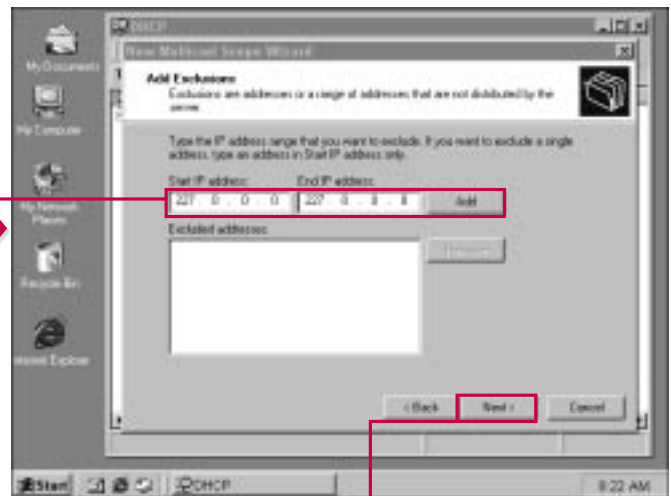 DHCP
New Multicast Scope Wizard
My Documents
Add Exclusions
Exclusions are addresses or a range of addresses that are not distributed by the
server.
My Computer
Type the IP address range that you want to exclude. If you want to exclude a single
address, type an address in Start IP address only.
Start IP address:
End IP address:
227 . 0 . 0 . 0
227 . 0 . 0 . 8
Add
My Network
Places
Excluded addresses:
Remove
Recycle Bin
Internet Explorer
< Back
Next >
Cancel
Start
DHCP
8:22 AM